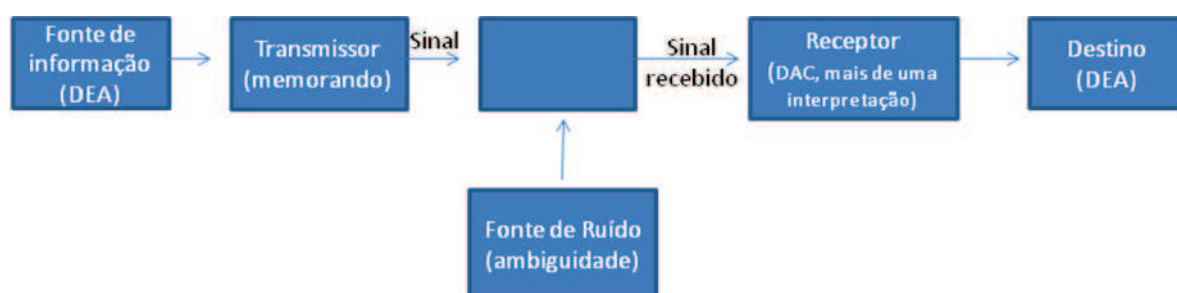 Fonte de
informação
(DEA)
Transmissor
(memorando)
Sinal
Sinal
recebido
Receptor
(DAC, mais de uma
interpretação)
Destino
(DEA)
Fonte de Ruído
(ambiguidade)